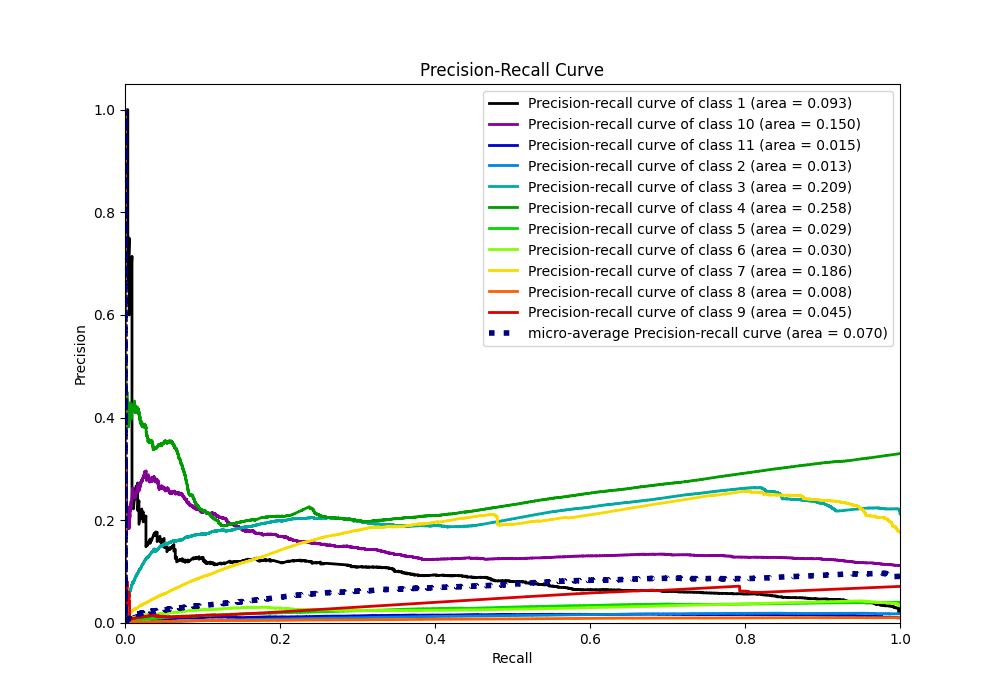 Precision-Recall Curve
Precision
1.0
0.8
0.6
0.4
0.2
0.0
Precision-recall curve of class 1 (area = 0.093)
Precision-recall curve of class 10 (area = 0.150)
Precision-recall curve of class 11 (area = 0.015)
Precision-recall curve of class 2 (area = 0.013)
Precision-recall curve of class 3 (area = 0.209)
Precision-recall curve of class 4 (area = 0.258)
Precision-recall curve of class 5 (area = 0.029)
Precision-recall curve of class 6 (area = 0.030)
Precision-recall curve of class 7 (area = 0.186)
Precision-recall curve of class 8 (area = 0.008)
Precision-recall curve of class 9 (area = 0.045)
micro-average Precision-recall curve (area = 0.070)
0.0 0.2 0.4 0.6 0.8 1.0
Recall